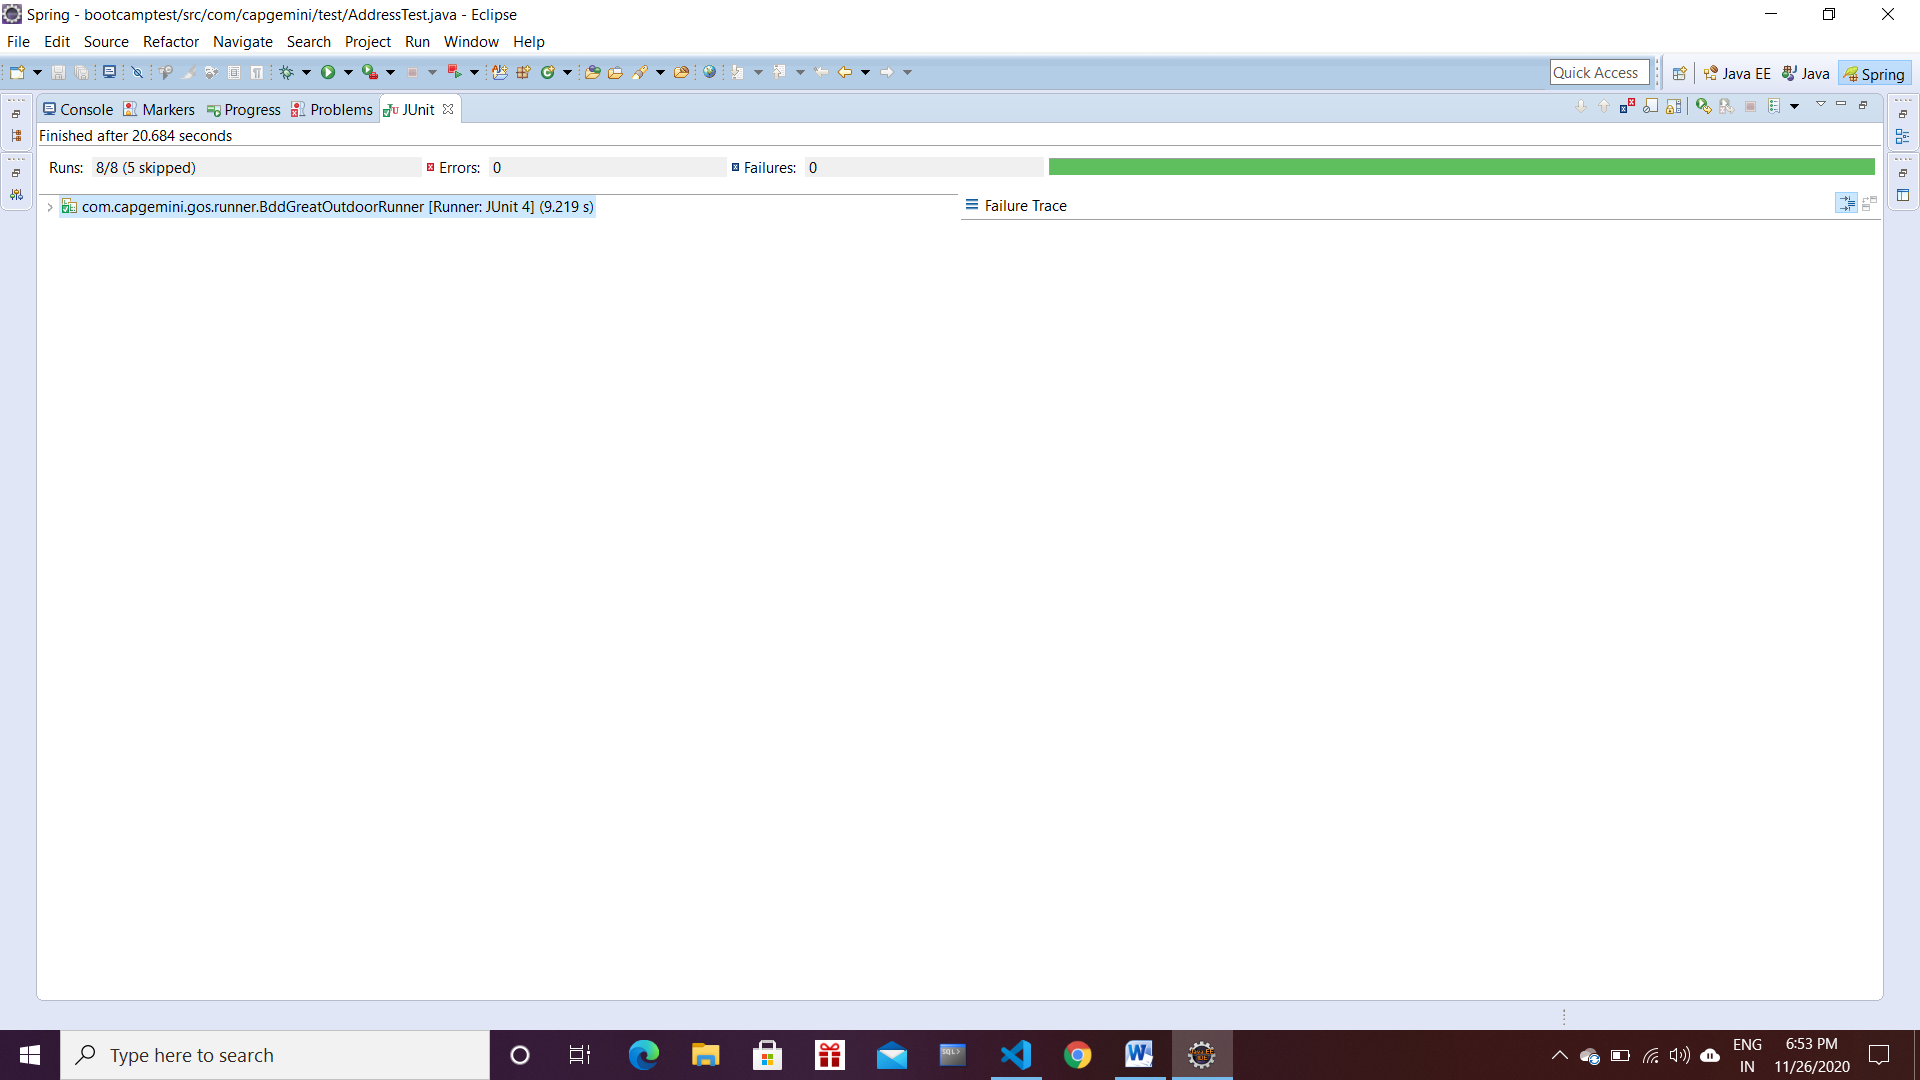 Spring - bootcamptest/src/com/capgemini/test/AddressTest.java - Eclipse
File Edit Source Refactor Navigate Search Project Run Window Help
Quick Access Java EE Java Spring
Console Markers Progress Problems JUnit
Finished after 20.684 seconds
Runs: 8/8 (5 skipped) Errors: 0 Failures: 0
com.capgemini.gos.runner.BddGreatOutdoorRunner [Runner: JUnit 4] (9.219 s)
Failure Trace
Type here to search
ENG
IN
6:53 PM
11/26/2020